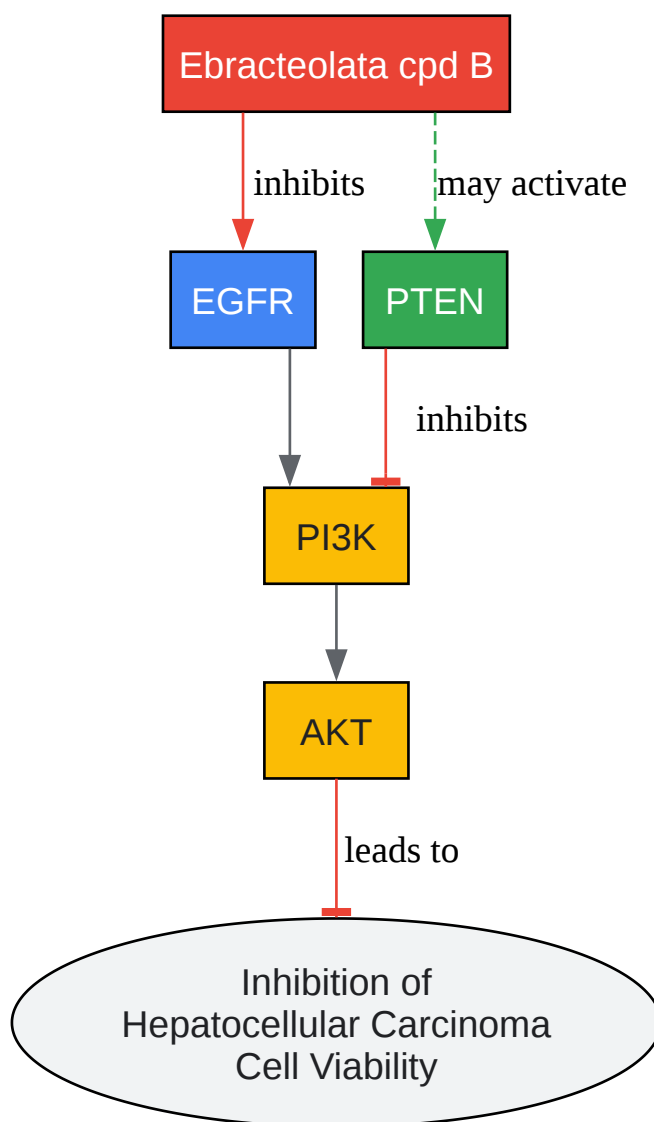 Ebracteolata cpd B
inhibits
may activate
EGFR
PTEN
inhibits
PI3K
AKT
leads to
Inhibition of
Hepatocellular Carcinoma
Cell Viability